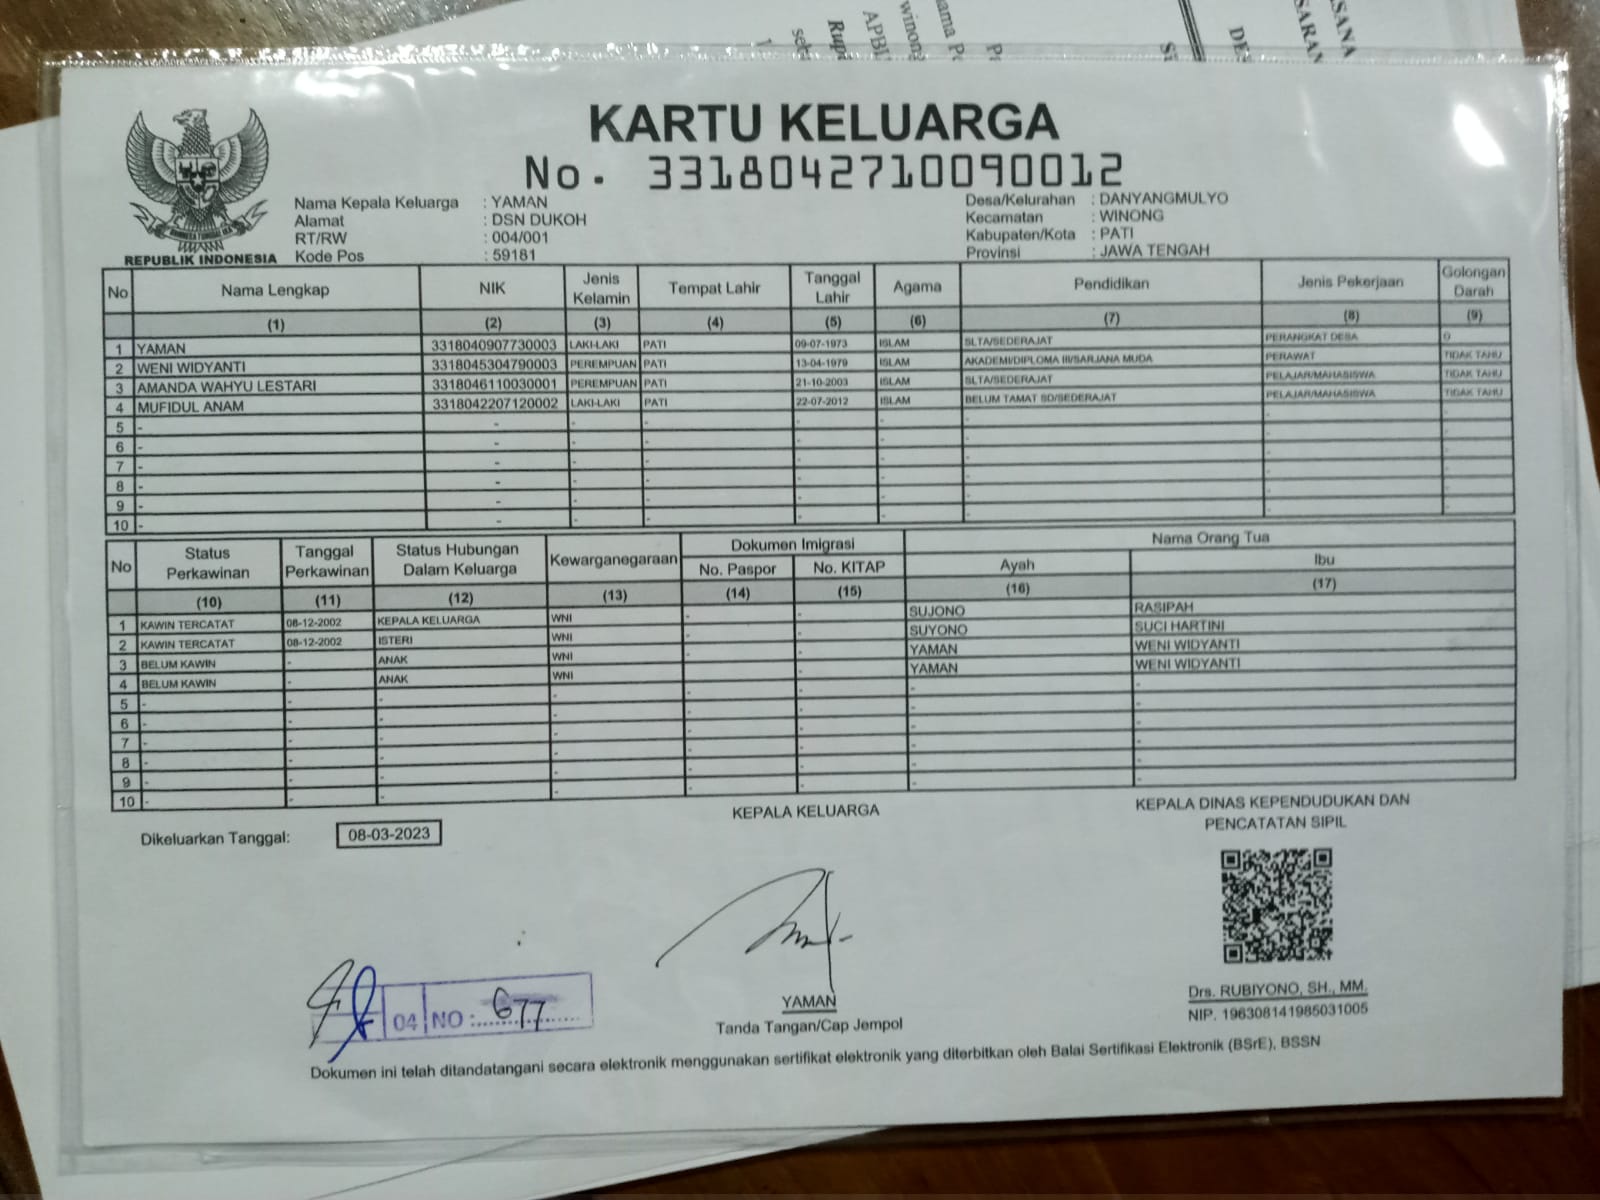 KARTU KELUARGA
No. 3318042710090012
REPUBLIK INDONESIA
Nama Kepala Keluarga : YAMAN
Alamat : DSN DUKOH
RT/RW : 004/001
Kode Pos : 59181
Desa/Kelurahan : DANYANGMULYO
Kecamatan : WINONG
Kabupaten/Kota : PATI
Provinsi : JAWA TENGAH
No Nama Lengkap NIK Jenis Kelamin Tempat Lahir Tanggal Lahir Agama Pendidikan Jenis Pekerjaan Golongan Darah
(1) (2) (3) (4) (5) (6) (7) (8) (9)
1 YAMAN 3318040907730003 LAKI-LAKI PATI 09-07-1973 ISLAM SLTA/SEDERAJAT PERANGKAT DESA O
2 WENI WIDYANTI 3318045304790003 PEREMPUAN PATI 13-04-1979 ISLAM AKADEMI/DIPLOMA III/SARJANA MUDA PERAWAT TIDAK TAHU
3 AMANDA WAHYU LESTARI 3318046110030001 PEREMPUAN PATI 21-10-2003 ISLAM SLTA/SEDERAJAT PELAJAR/MAHASISWA TIDAK TAHU
4 MUFIDUL ANAM 3318042207120002 LAKI-LAKI PATI 22-07-2012 ISLAM BELUM TAMAT SD/SEDERAJAT PELAJAR/MAHASISWA TIDAK TAHU
5 - - - - - - - - -
6 - - - - - - - - -
7 - - - - - - - - -
8 - - - - - - - - -
9 - - - - - - - - -
10 - - - - - - - - -
No Status Perkawinan Tanggal Perkawinan Status Hubungan Dalam Keluarga Kewarganegaraan Dokumen Imigrasi Nama Orang Tua
No. Paspor No. KITAP Ayah Ibu
(10) (11) (12) (13) (14) (15) (16) (17)
1 KAWIN TERCATAT 08-12-2002 KEPALA KELUARGA WNI - - SUJONO RASIPAH
2 KAWIN TERCATAT 08-12-2002 ISTERI WNI - - SUYONO SUCI HARTINI
3 BELUM KAWIN - ANAK WNI - - YAMAN WENI WIDYANTI
4 BELUM KAWIN - ANAK WNI - - YAMAN WENI WIDYANTI
5 - - - - - - - -
6 - - - - - - - -
7 - - - - - - - -
8 - - - - - - - -
9 - - - - - - - -
10 - - - - - - - -
Dikeluarkan Tanggal: 08-03-2023
KEPALA KELUARGA
YAMAN
Tanda Tangan/Cap Jempol
KEPALA DINAS KEPENDUDUKAN DAN
PENCATATAN SIPIL
Drs. RUBIYONO, SH., MM.
NIP. 196308141985031005
04 NO : 677
Dokumen ini telah ditandatangani secara elektronik menggunakan sertifikat elektronik yang diterbitkan oleh Balai Sertifikasi Elektronik (BSrE), BSSN